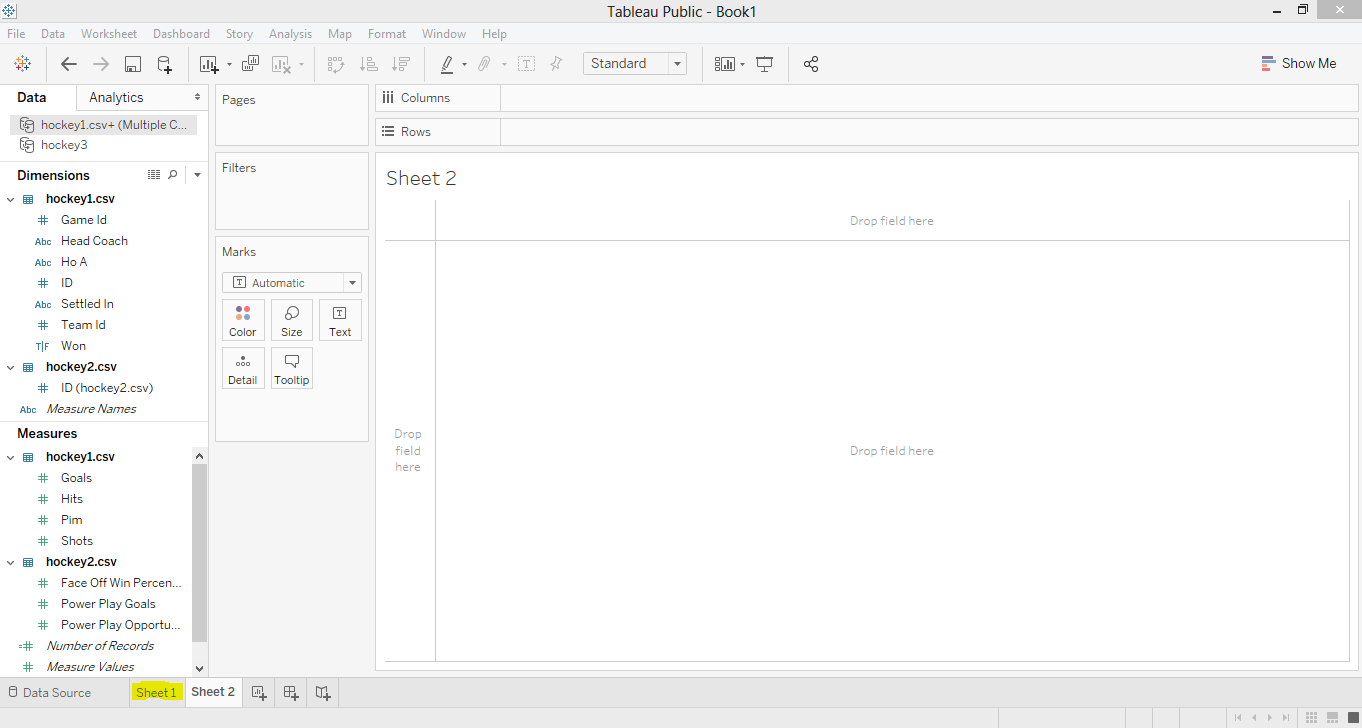 Tableau Public - Book1
File Data Worksheet Dashboard Story Analysis Map Format Window Help
Standard
Show Me
Data Analytics
hockey1.csv+ (Multiple C...
hockey3
Dimensions
hockey1.csv
# Game Id
Abc Head Coach
Abc Ho A
# ID
Abc Settled In
# Team Id
T|F Won
hockey2.csv
# ID (hockey2.csv)
Abc Measure Names
Measures
hockey1.csv
# Goals
# Hits
# Pim
# Shots
hockey2.csv
# Face Off Win Percen...
# Power Play Goals
# Power Play Opportu...
=# Number of Records
# Measure Values
Pages
Filters
Marks
T Automatic
Color Size Text
Detail Tooltip
Columns
Rows
Sheet 2
Drop field here
Drop
field
here
Drop field here
Data Source Sheet 1 Sheet 2